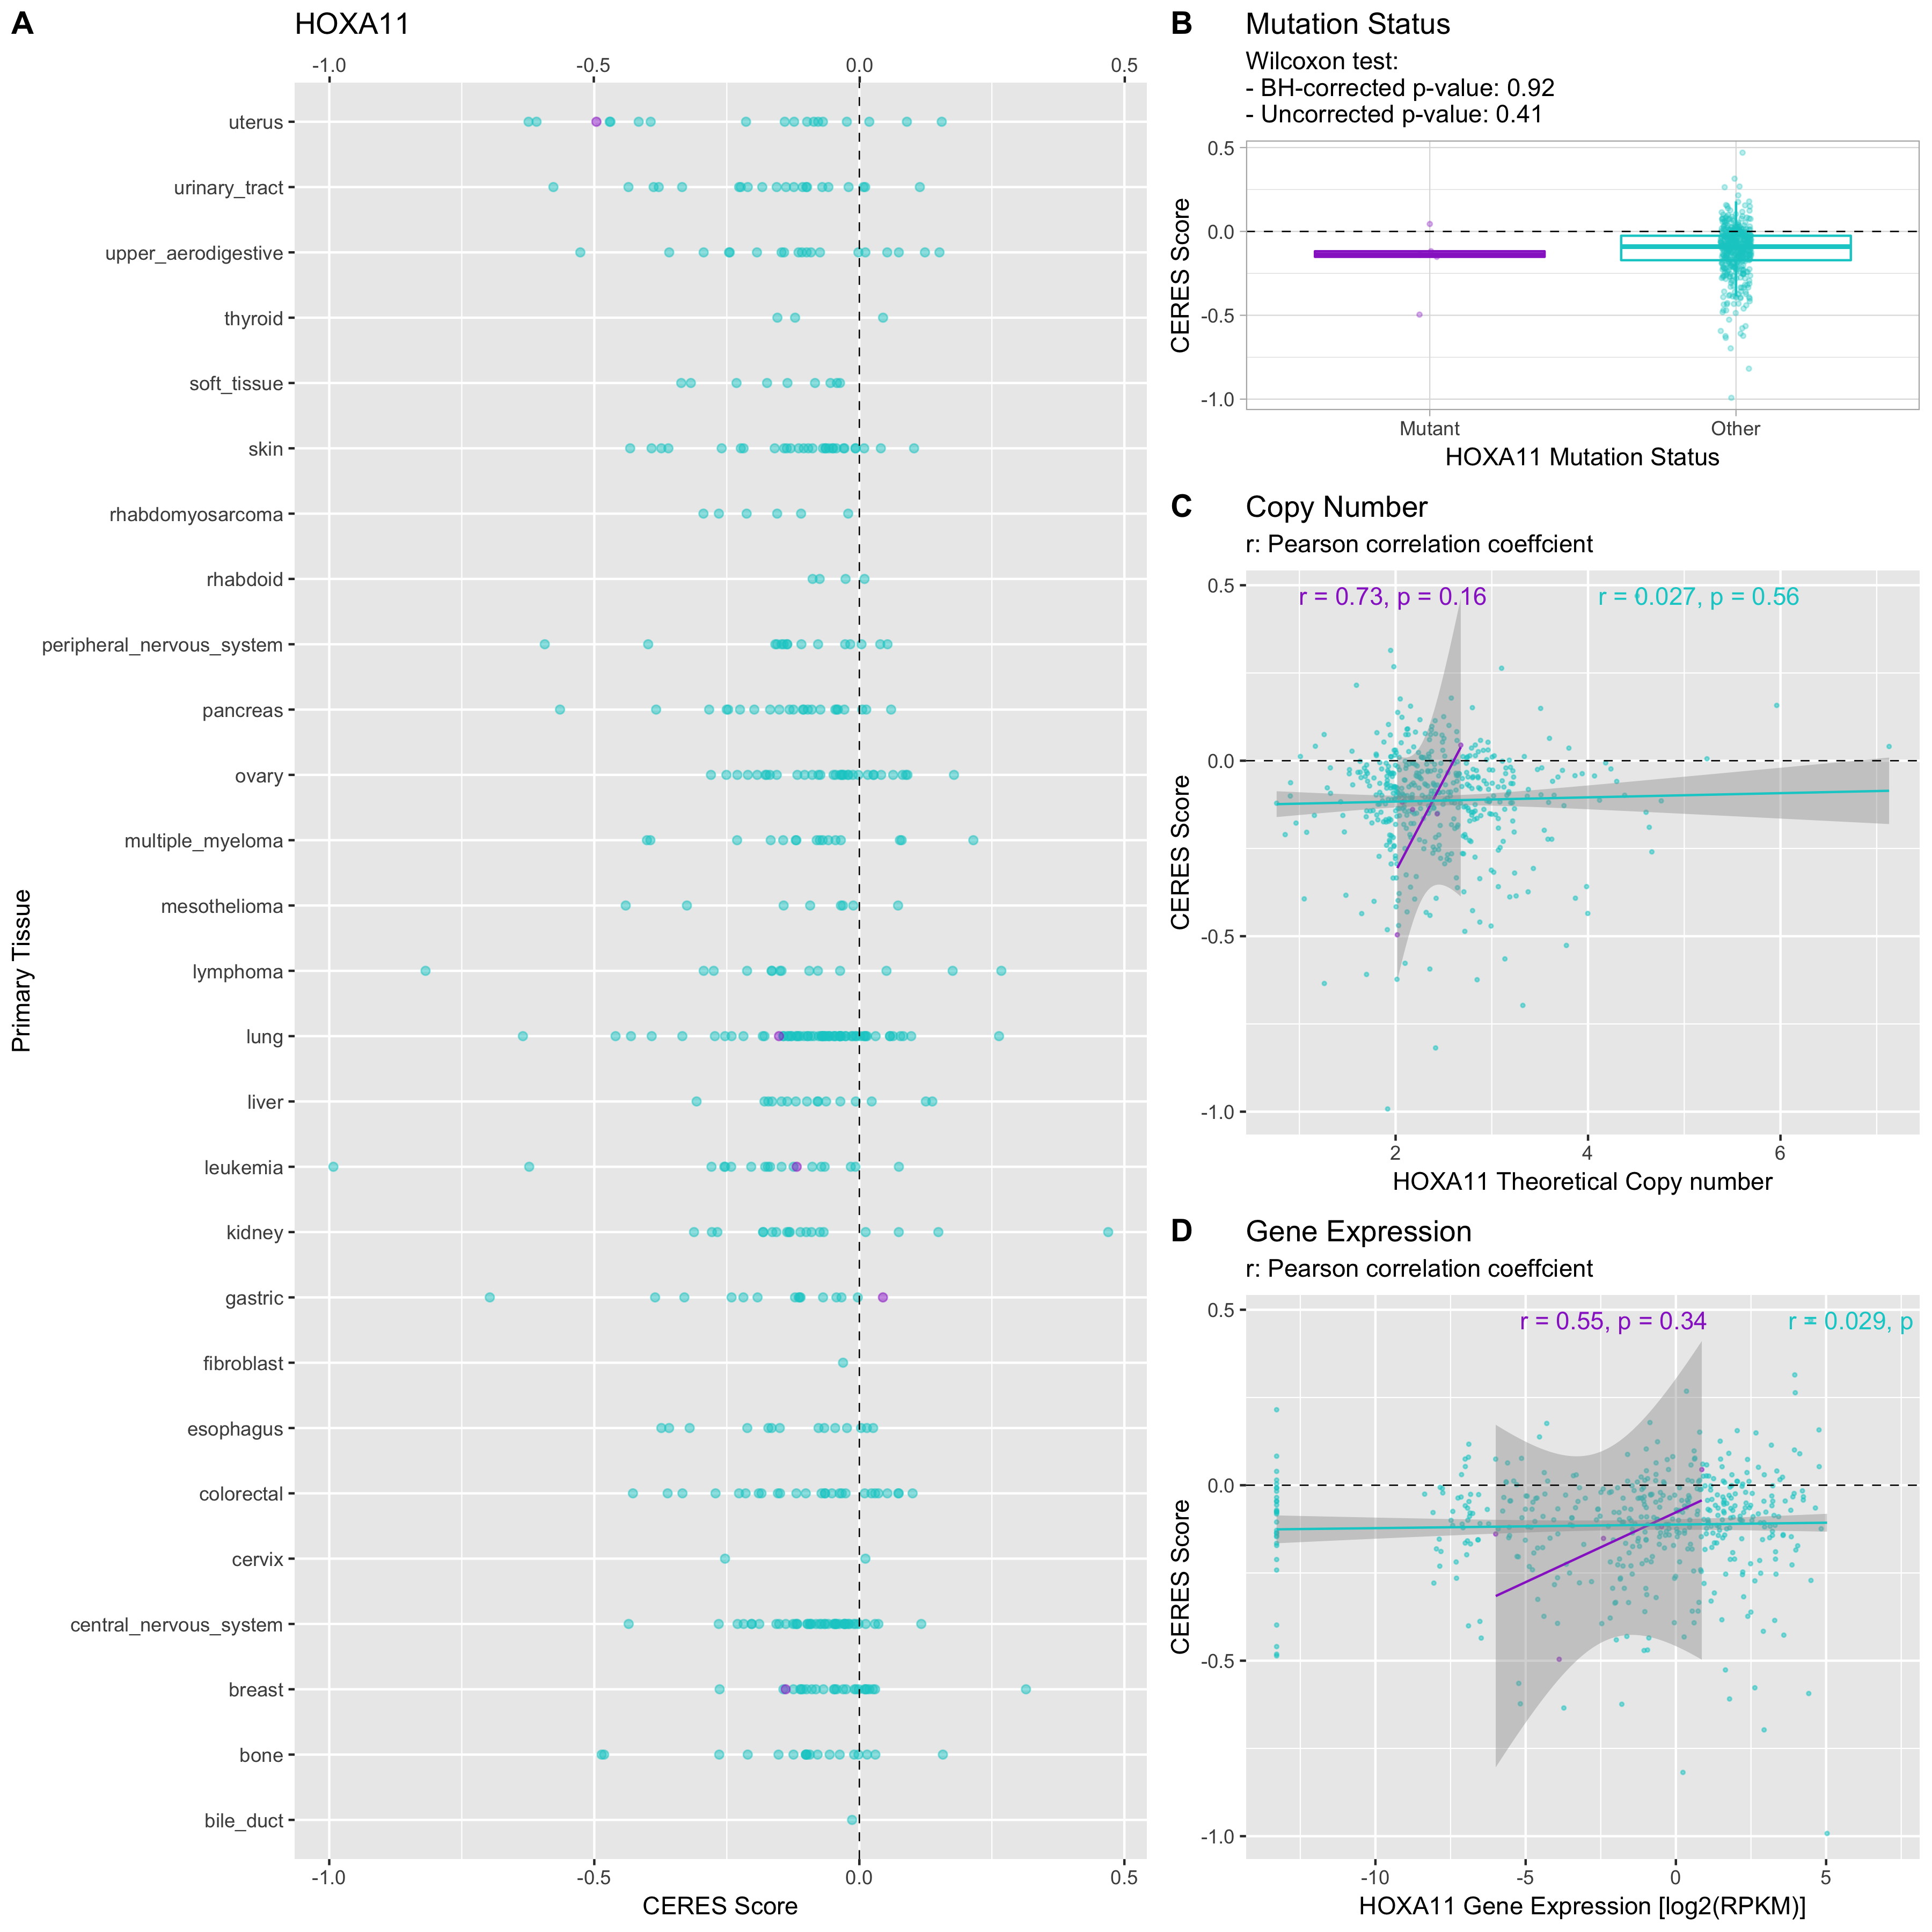 A
HOXA11
-1.0 -0.5 0.0 0.5
Primary Tissue
uterus
urinary_tract
upper_aerodigestive
thyroid
soft_tissue
skin
rhabdomyosarcoma
rhabdoid
peripheral_nervous_system
pancreas
ovary
multiple_myeloma
mesothelioma
lymphoma
lung
liver
leukemia
kidney
gastric
fibroblast
esophagus
colorectal
cervix
central_nervous_system
breast
bone
bile_duct
-1.0 -0.5 0.0 0.5
CERES Score
B
Mutation Status
Wilcoxon test:
- BH-corrected p-value: 0.92
- Uncorrected p-value: 0.41
CERES Score
0.5
0.0
-0.5
-1.0
Mutant Other
HOXA11 Mutation Status
C
Copy Number
r: Pearson correlation coeffcient
r = 0.73, p = 0.16 r = 0.027, p = 0.56
CERES Score
0.5
0.0
-0.5
-1.0
2 4 6
HOXA11 Theoretical Copy number
D
Gene Expression
r: Pearson correlation coeffcient
r = 0.55, p = 0.34 r = 0.029, p
CERES Score
0.5
0.0
-0.5
-1.0
-10 -5 0 5
HOXA11 Gene Expression [log2(RPKM)]